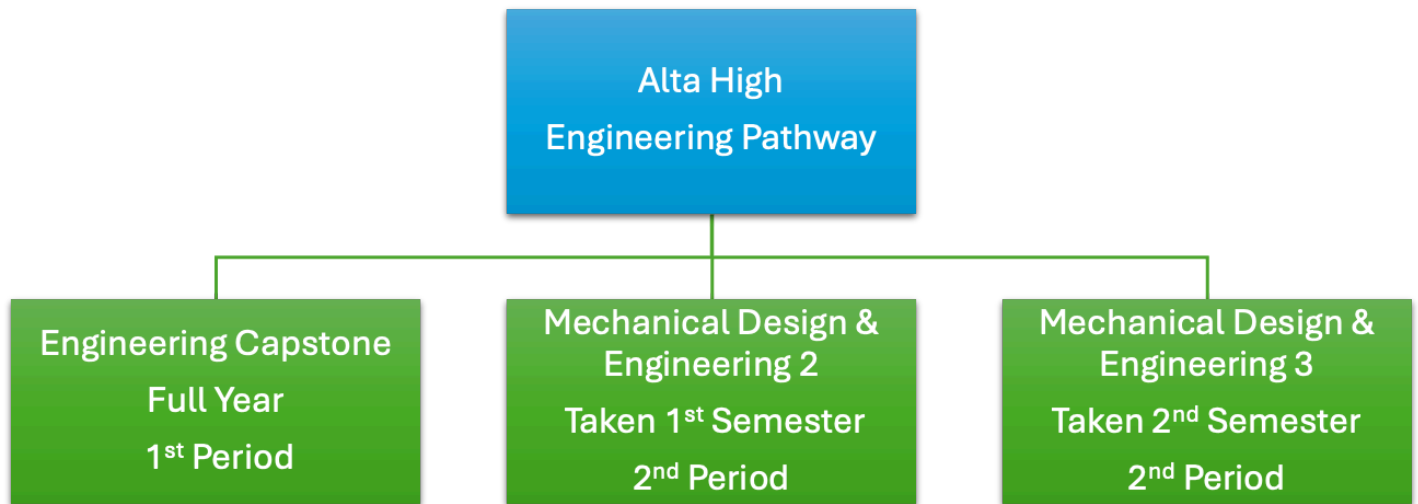 Alta High
Engineering Pathway
Engineering Capstone
Full Year
1st Period
Mechanical Design &
Engineering 2
Taken 1st Semester
2nd Period
Mechanical Design &
Engineering 3
Taken 2nd Semester
2nd Period